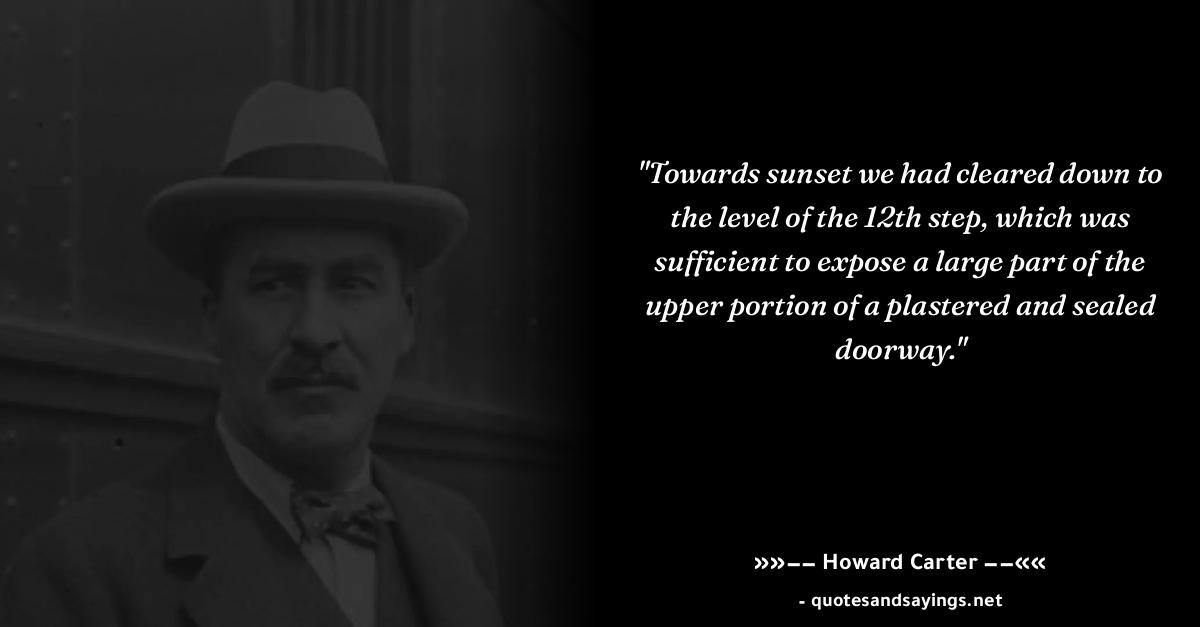 "Towards sunset we had cleared down to
the level of the 12th step, which was
sufficient to expose a large part of the
upper portion of a plastered and sealed
doorway."
»»−− Howard Carter −−««
- quotesandsayings.net